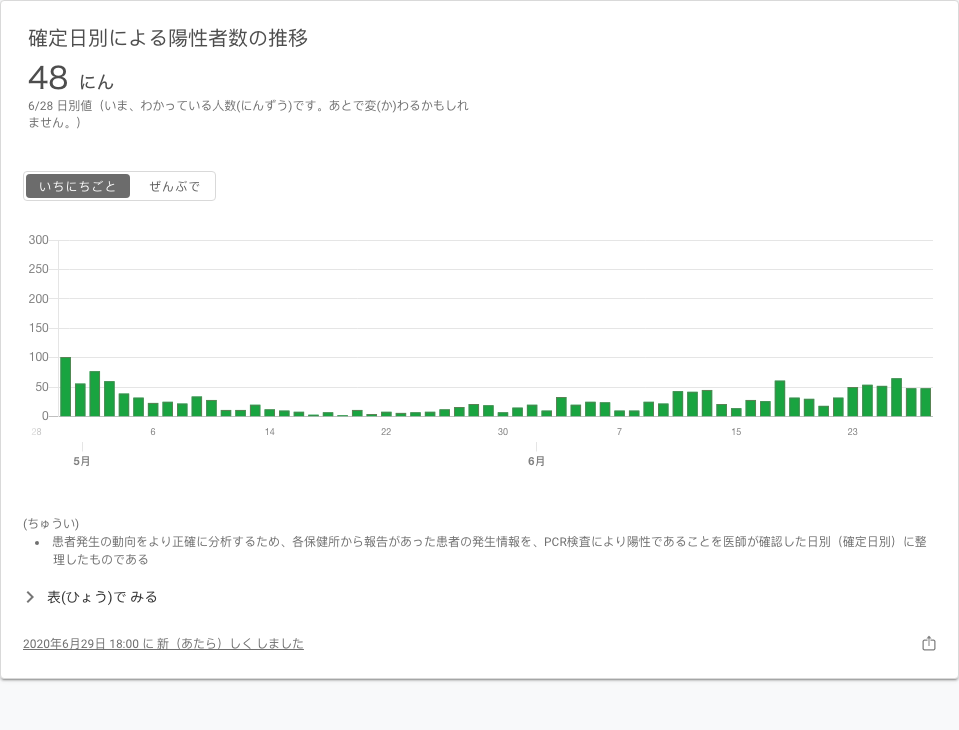 確定日別による陽性者数の推移
48 にん
6/28 日別値（いま、わかっている人数(にんずう)です。あとで変(か)わるかもしれ
ません。）
いちにちごと ぜんぶで
300
250
200
150
100
50
0
28 6 14 22 30 7 15 23
5月 6月
(ちゅうい)
• 患者発生の動向をより正確に分析するため、各保健所から報告があった患者の発生情報を、PCR検査により陽性であることを医師が確認した日別（確定日別）に整
理したものである
表(ひょう)で みる
2020年6月29日 18:00 に 新（あたら）しく しました